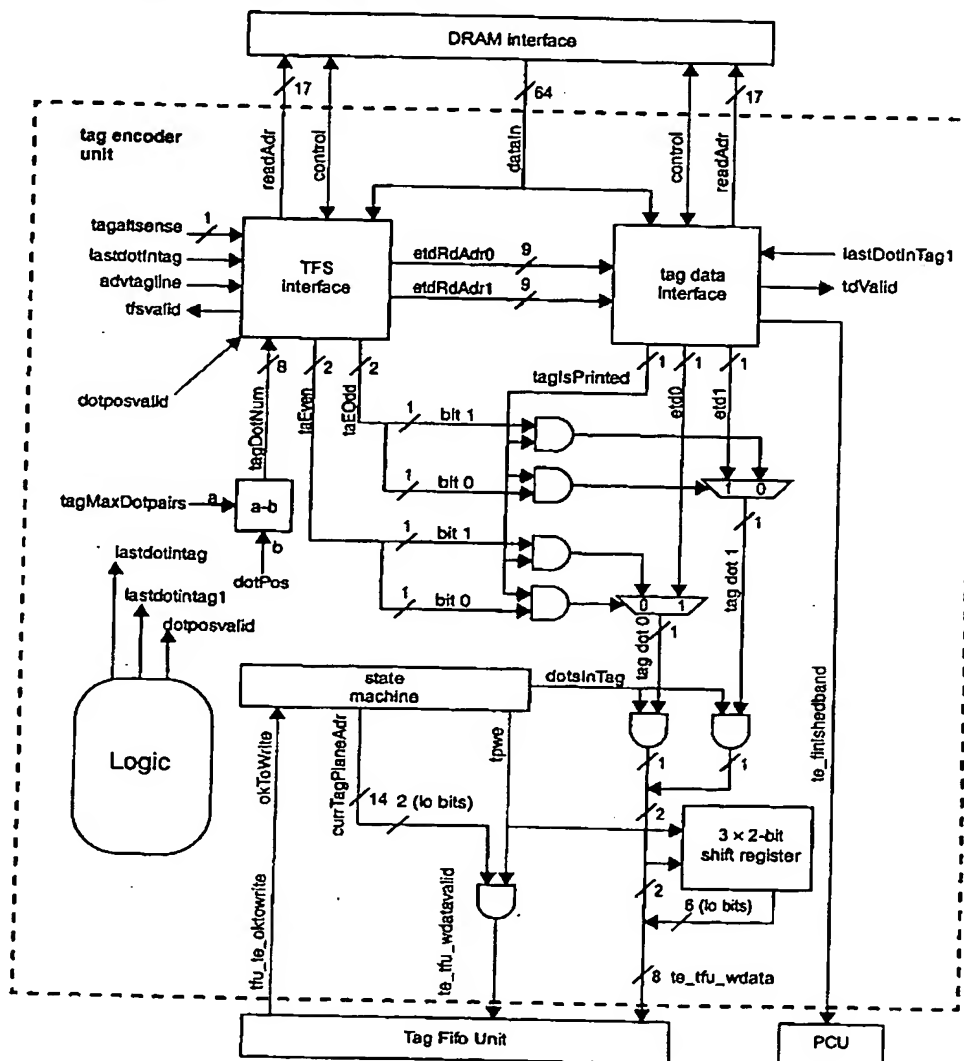 DRAM interface
17
64
17
tag encoder
unit
readAdr
control
dataIn
control
readAdr
tagaltsense
1
lastdotintag
advtagline
tfsvalid
dotposvalid
TFS
interface
etdRdAdr0
9
etdRdAdr1
9
tag data
interface
lastDotInTag1
tdValid
8
2
2
tagIsPrinted
1
1
1
tagDotNum
taEven
taEOdd
etd0
etd1
1
bit 1
1
bit 0
1 0
1
tagMaxDotpairs
a
a-b
b
dotPos
1
bit 1
1
bit 0
0 1
1
tag dot 0
tag dot 1
lastdotintag
lastdotintag1
dotposvalid
Logic
state
machine
dotsInTag
okToWrite
currTagPlaneAdr
14
2 (lo bits)
tpwe
1
1
2
3 × 2-bit
shift register
2
6 (lo bits)
te_finishedband
tfu_te_oktowrite
te_tfu_wdatavalid
8
te_tfu_wdata
Tag Fifo Unit
PCU